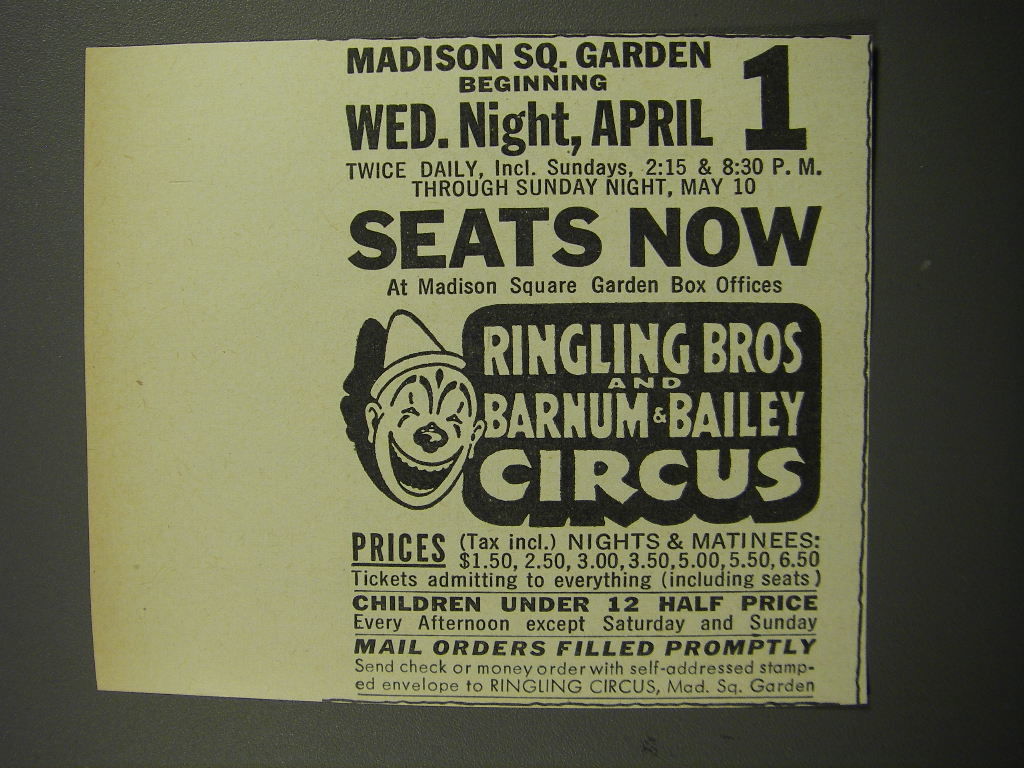 MADISON SQ. GARDEN
BEGINNING
WED. Night, APRIL 1
TWICE DAILY, Incl. Sundays, 2:15 & 8:30 P. M.
THROUGH SUNDAY NIGHT, MAY 10
SEATS NOW
At Madison Square Garden Box Offices
RINGLING BROS
AND
BARNUM & BAILEY
CIRCUS
PRICES (Tax incl.) NIGHTS & MATINEES:
$1.50, 2.50, 3.00, 3.50, 5.00, 5.50, 6.50
Tickets admitting to everything (including seats)
CHILDREN UNDER 12 HALF PRICE
Every Afternoon except Saturday and Sunday
MAIL ORDERS FILLED PROMPTLY
Send check or money order with self-addressed stamp-
ed envelope to RINGLING CIRCUS, Mad. Sq. Garden